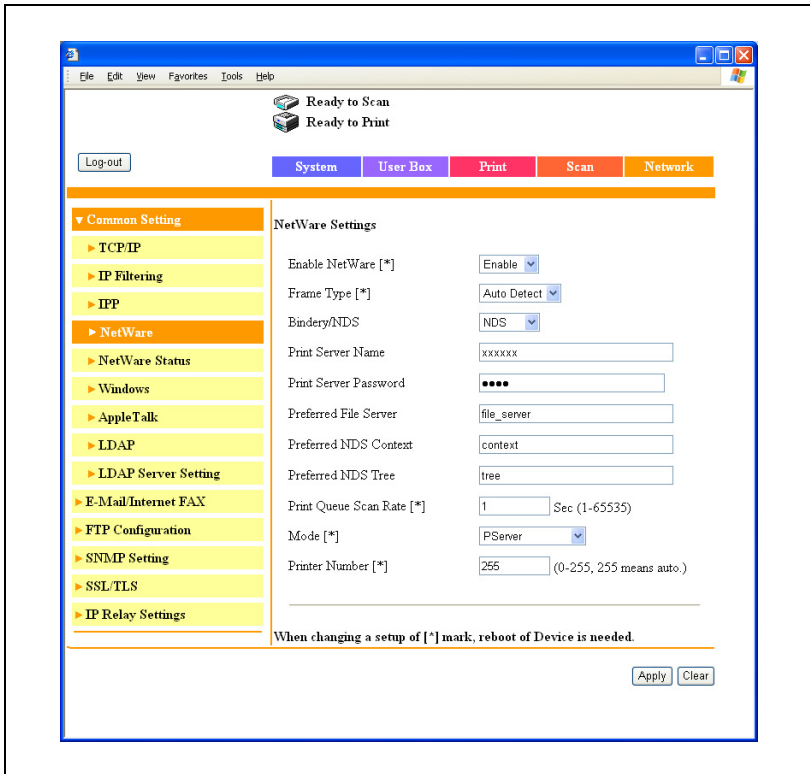 File Edit View Favorites Tools Help
Ready to Scan
Ready to Print
Log-out
System User Box Print Scan Network
Common Setting
TCP/IP
IP Filtering
IPP
NetWare
NetWare Status
Windows
AppleTalk
LDAP
LDAP Server Setting
E-Mail/Internet FAX
FTP Configuration
SNMP Setting
SSL/TLS
IP Relay Settings
NetWare Settings
Enable NetWare [*] Enable
Frame Type [*] Auto Detect
Bindery/NDS NDS
Print Server Name xxxxxx
Print Server Password ●●●●
Preferred File Server file_server
Preferred NDS Context context
Preferred NDS Tree tree
Print Queue Scan Rate [*] 1 Sec (1-65535)
Mode [*] PServer
Printer Number [*] 255 (0-255, 255 means auto.)
When changing a setup of [*] mark, reboot of Device is needed.
Apply Clear